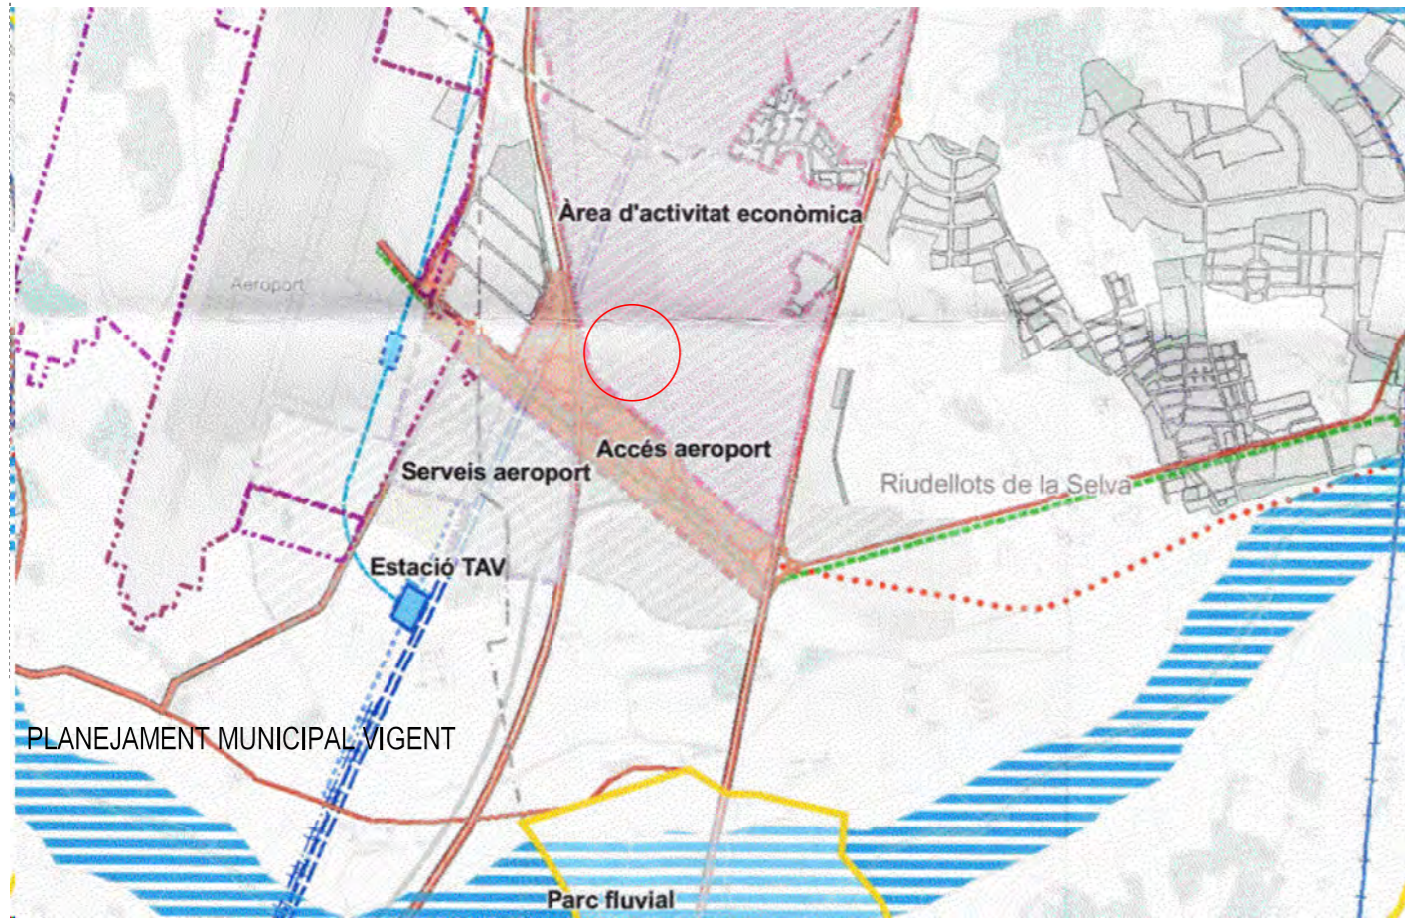 Àrea d'activitat econòmica
Aeroport
Accés aeroport
Serveis aeroport
Riudellots de la Selva
Estació TAV
PLANEJAMENT MUNICIPAL VIGENT
Parc fluvial